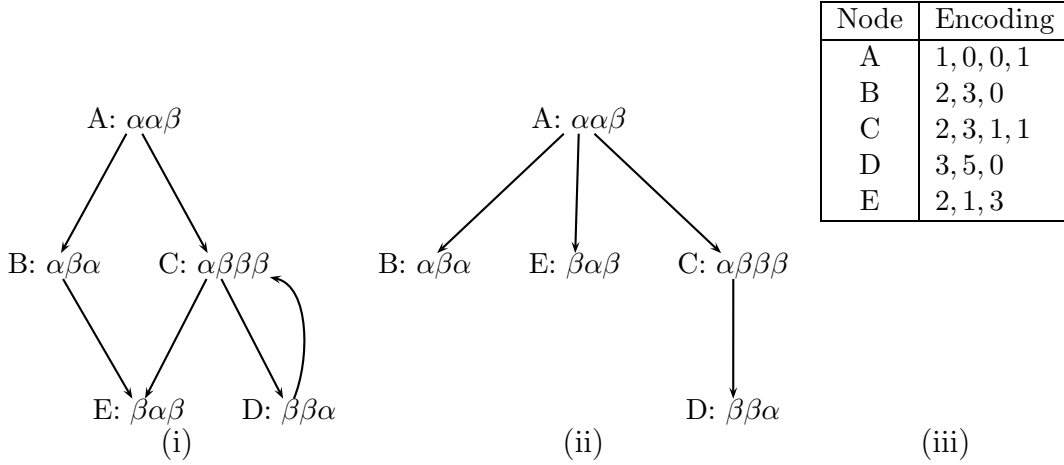 Node Encoding
A 1, 0, 0, 1
B 2, 3, 0
C 2, 3, 1, 1
D 3, 5, 0
E 2, 1, 3
A: ααβ
A: ααβ
B: αβα
C: αβββ
B: αβα
E: βαβ
C: αβββ
E: βαβ
D: ββα
D: ββα
(i)
(ii)
(iii)